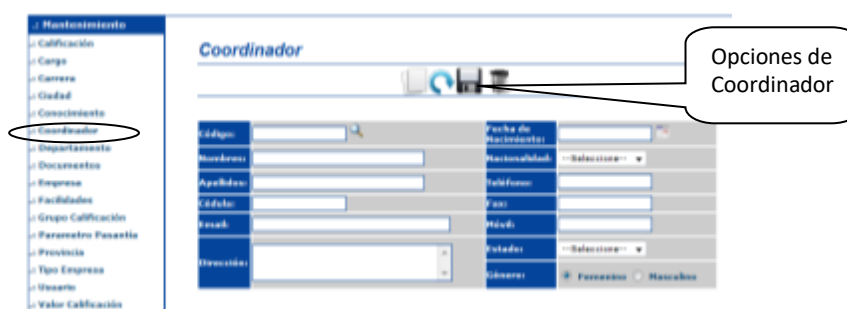 .: Mantenimiento
.: Calificación
.: Cargo
.: Carrera
.: Ciudad
.: Conocimiento
.: Coordinador
.: Departamento
.: Documentos
.: Empresa
.: Facilidades
.: Grupo Calificación
.: Parametro Pasantía
.: Provincia
.: Tipo Empresa
.: Usuario
.: Valor Calificación
Coordinador
Opciones de
Coordinador
Código:
Fecha de
Nacimiento:
Nombres:
Nacionalidad: --Seleccione--
Apellidos:
Teléfono:
Cédula:
Fax:
Email:
Móvil:
Dirección:
Estado: --Seleccione--
Género: Femenino Masculino